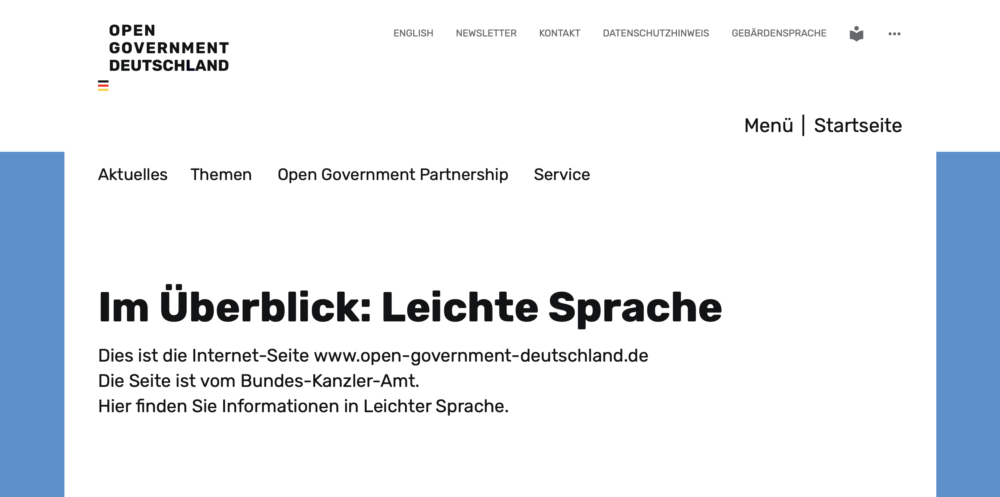 OPEN
GOVERNMENT
DEUTSCHLAND
ENGLISH NEWSLETTER KONTAKT DATENSCHUTZHINWEIS GEBÄRDENSPRACHE
Menü | Startseite
Aktuelles Themen Open Government Partnership Service
Im Überblick: Leichte Sprache
Dies ist die Internet-Seite www.open-government-deutschland.de
Die Seite ist vom Bundes-Kanzler-Amt.
Hier finden Sie Informationen in Leichter Sprache.